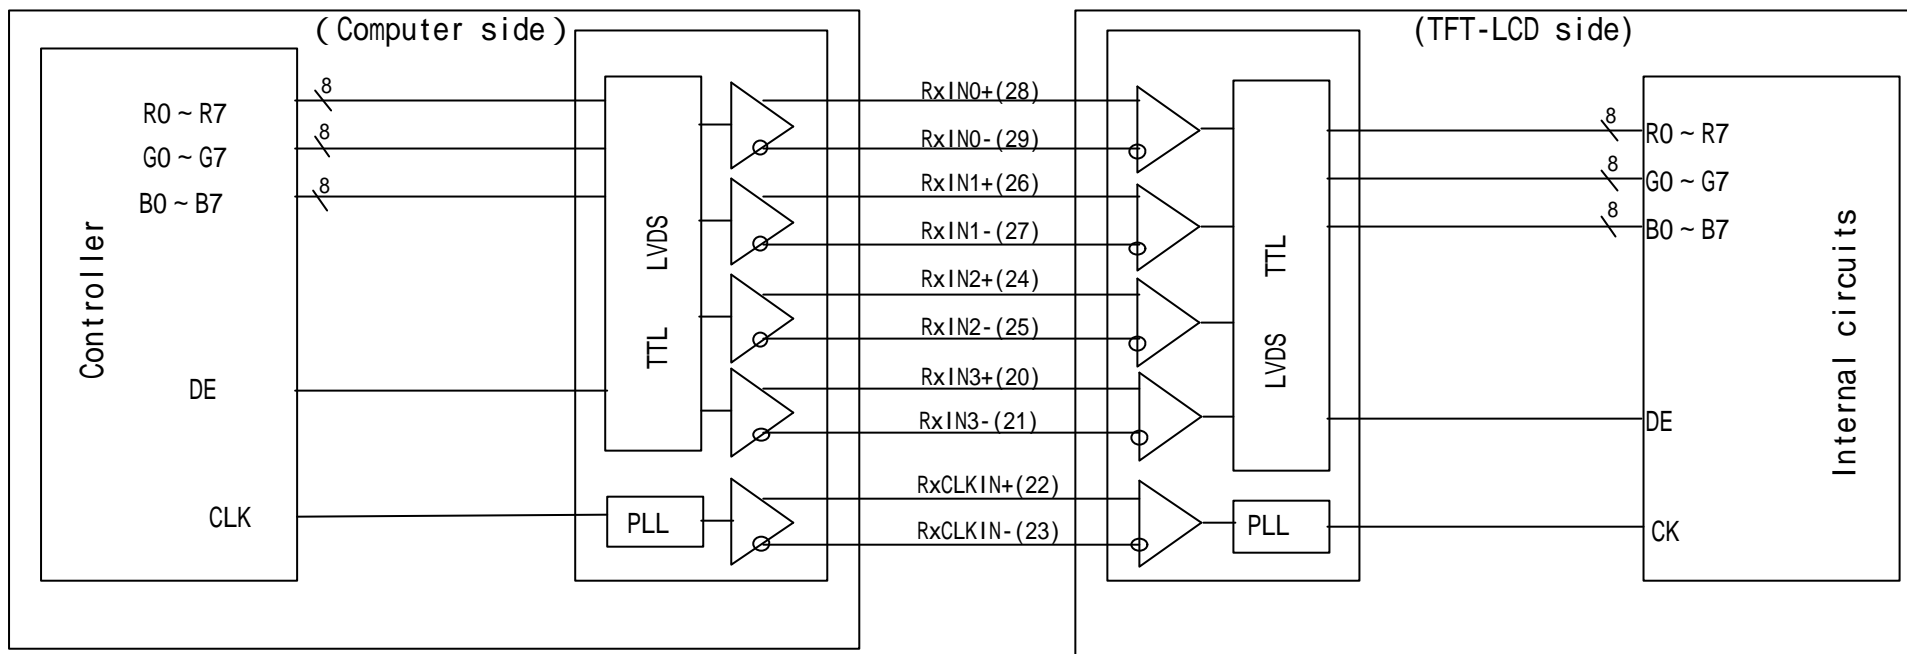 (Computer side)
Controller
R0 ~ R7
8
G0 ~ G7
8
B0 ~ B7
8
DE
CLK
LVDS
TTL
PLL
RxIN0+(28)
RxIN0-(29)
RxIN1+(26)
RxIN1-(27)
RxIN2+(24)
RxIN2-(25)
RxIN3+(20)
RxIN3-(21)
RxCLKIN+(22)
RxCLKIN-(23)
(TFT-LCD side)
TTL
LVDS
PLL
8
R0 ~ R7
8
G0 ~ G7
8
B0 ~ B7
DE
CK
Internal circuits